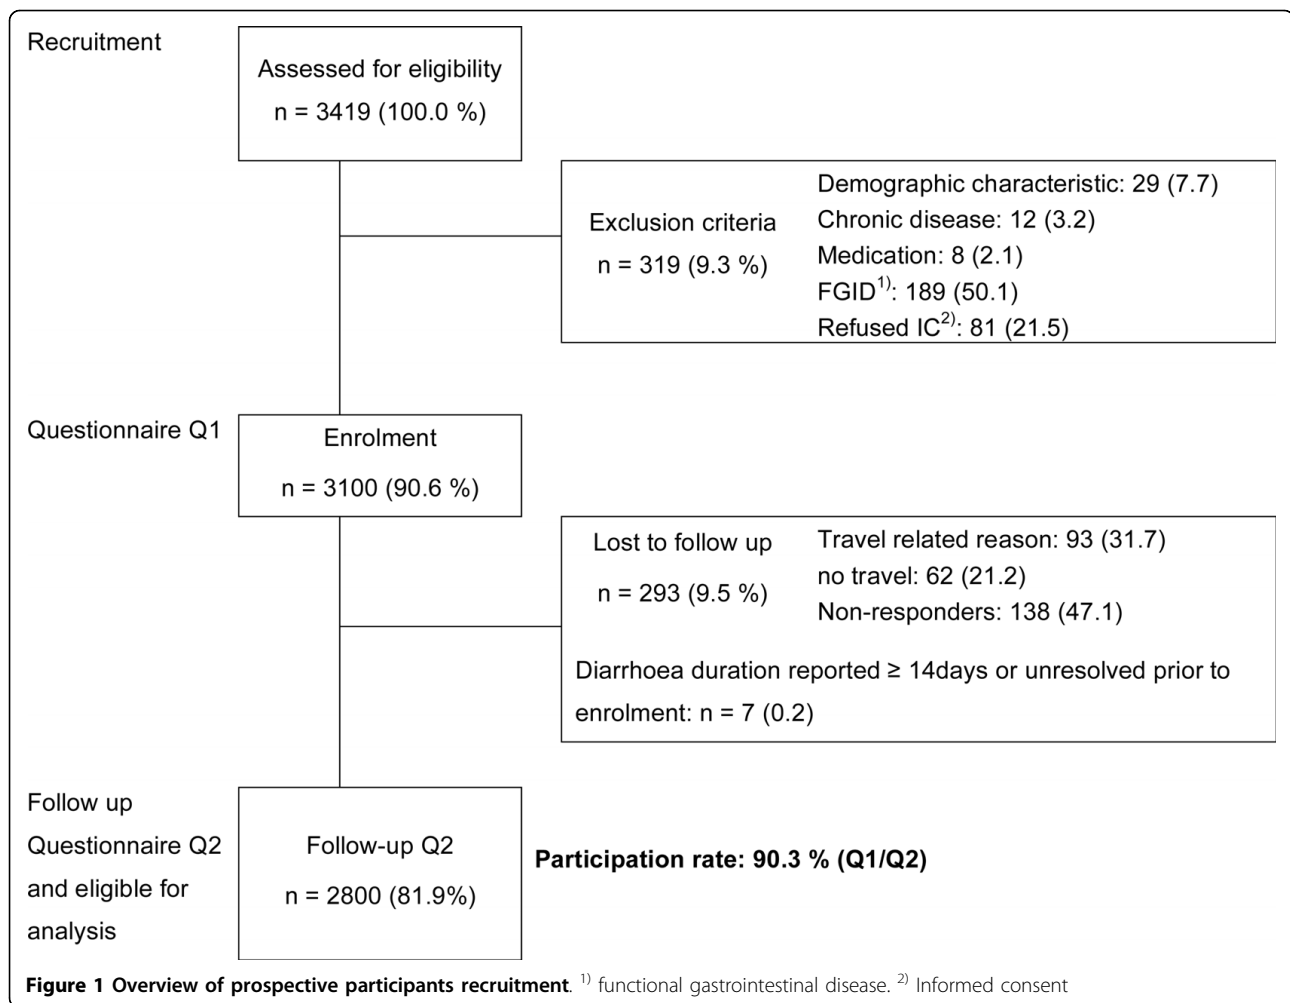 Recruitment
Assessed for eligibility
n = 3419 (100.0 %)
Exclusion criteria
n = 319 (9.3 %)
Demographic characteristic: 29 (7.7)
Chronic disease: 12 (3.2)
Medication: 8 (2.1)
FGID1): 189 (50.1)
Refused IC2): 81 (21.5)
Questionnaire Q1
Enrolment
n = 3100 (90.6 %)
Lost to follow up
n = 293 (9.5 %)
Travel related reason: 93 (31.7)
no travel: 62 (21.2)
Non-responders: 138 (47.1)
Diarrhoea duration reported ≥ 14days or unresolved prior to
enrolment: n = 7 (0.2)
Follow up
Questionnaire Q2
and eligible for
analysis
Follow-up Q2
n = 2800 (81.9%)
Participation rate: 90.3 % (Q1/Q2)
Figure 1 Overview of prospective participants recruitment. 1) functional gastrointestinal disease. 2) Informed consent